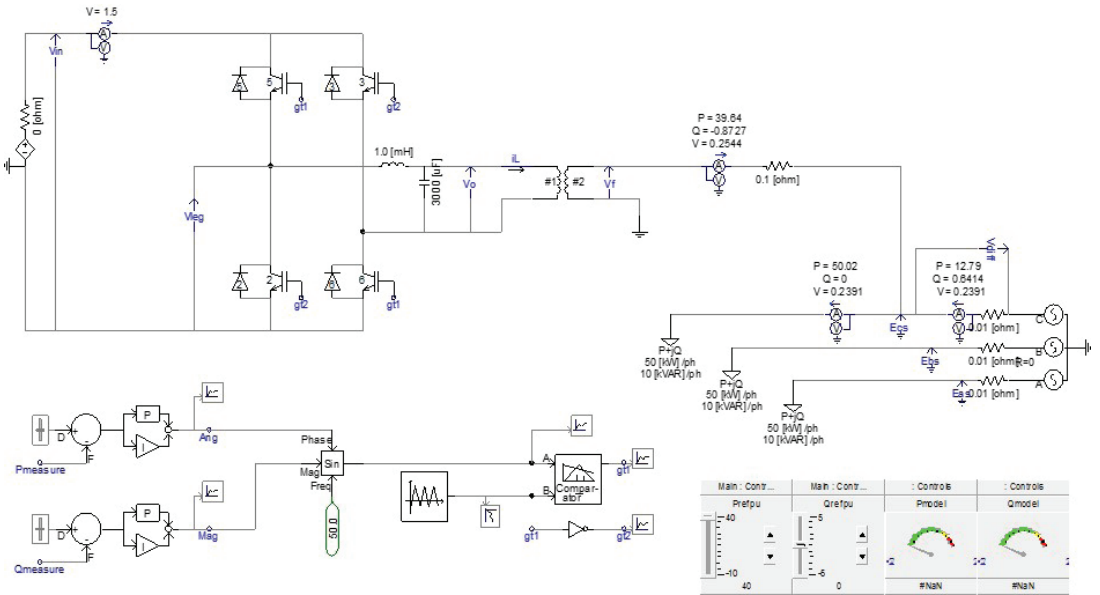 V = 1.5
A
V
Vin
0 [ohm]
5
5
gt1
3
3
gt2
1.0 [mH]
3000 [uF]
Vleg
Vo
iL
#1
#2
Vf
P = 39.64
Q = -0.8727
V = 0.2544
A
V
0.1 [ohm]
2
2
gt2
6
6
gt1
Vdiff
P = 50.02
Q = 0
V = 0.2391
P = 12.79
Q = 0.6414
V = 0.2391
A
V
A
V
Ecs
0.01 [ohm]
C
P+jQ
50 [kW] /ph
10 [kVAR] /ph
Ebs
0.01 [ohm]
R=0
B
P+jQ
50 [kW] /ph
10 [kVAR] /ph
Eas
0.01 [ohm]
A
P+jQ
50 [kW] /ph
10 [kVAR] /ph
D
+
-
F
P
I
Pmeasure
Ang
Phase
Mag
Sin
Freq
50.0
A
B
Compar-
ator
gt1
gt1
gt2
D
+
-
F
P
I
Qmeasure
Mag
Main : Contr...
Main : Contr...
: Controls
: Controls
Prefpu
Qrefpu
Pmodel
Qmodel
40
-10
5
-5
40
0
#NaN
#NaN